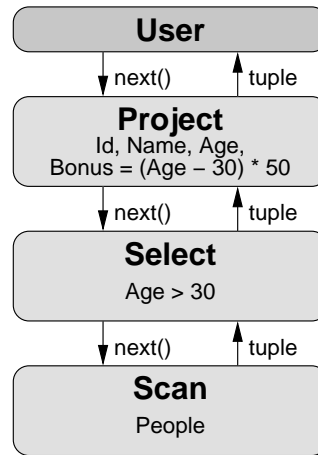 User
next() tuple
Project
Id, Name, Age,
Bonus = (Age − 30) * 50
next() tuple
Select
Age > 30
next() tuple
Scan
People